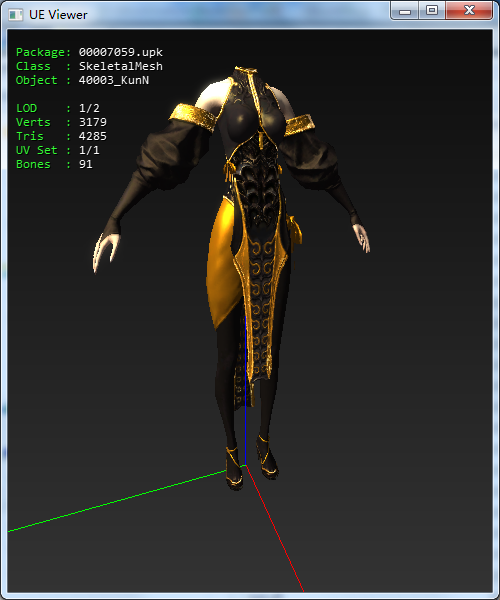 UE Viewer
Package: 00007059.upk
Class  : SkeletalMesh
Object : 40003_KunN
LOD    : 1/2
Verts  : 3179
Tris   : 4285
UV Set : 1/1
Bones  : 91